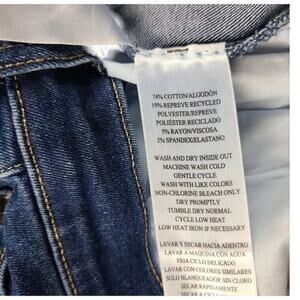 74% COTTON/ALGODÓN
19% REPREVE RECYCLED
POLYESTER/REPREVE
POLIÉSTER RECICLADO
5% RAYON/VISCOSA
2% SPANDEX/ELASTANO
WASH AND DRY INSIDE OUT
MACHINE WASH COLD
GENTLE CYCLE
WASH WITH LIKE COLORS
NON-CHLORINE BLEACH ONLY
DRY PROMPTLY
TUMBLE DRY NORMAL
CYCLE LOW HEAT
LOW HEAT IRON IF NECESSARY
LAVAR Y SECAR HACIA ADENTRO
LAVAR A MAQUINA CON AGUA
FRIA CICLO DELICADO
LAVAR CON COLORES SIMILARES
SOLO BLANQUEADOR SIN CLORO
SECAR RAPIDAMENTE